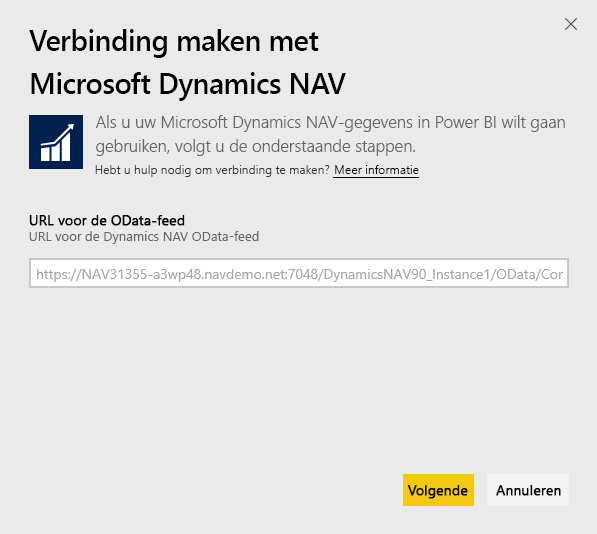 Verbinding maken met
Microsoft Dynamics NAV
Als u uw Microsoft Dynamics NAV-gegevens in Power BI wilt gaan
gebruiken, volgt u de onderstaande stappen.
Hebt u hulp nodig om verbinding te maken? Meer informatie
URL voor de OData-feed
URL voor de Dynamics NAV OData-feed
https://NAV31355-a3wp48.navdemo.net:7048/DynamicsNAV90_Instance1/OData/Cor
Volgende
Annuleren